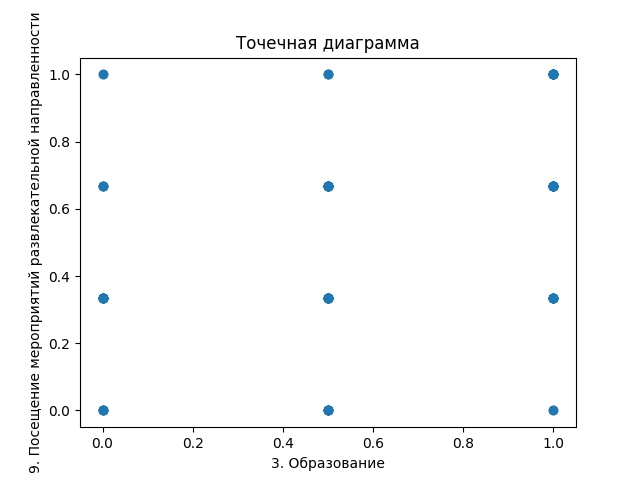 Точечная диаграмма
9. Посещение мероприятий развлекательной направленности
1.0
0.8
0.6
0.4
0.2
0.0
0.0 0.2 0.4 0.6 0.8 1.0
3. Образование